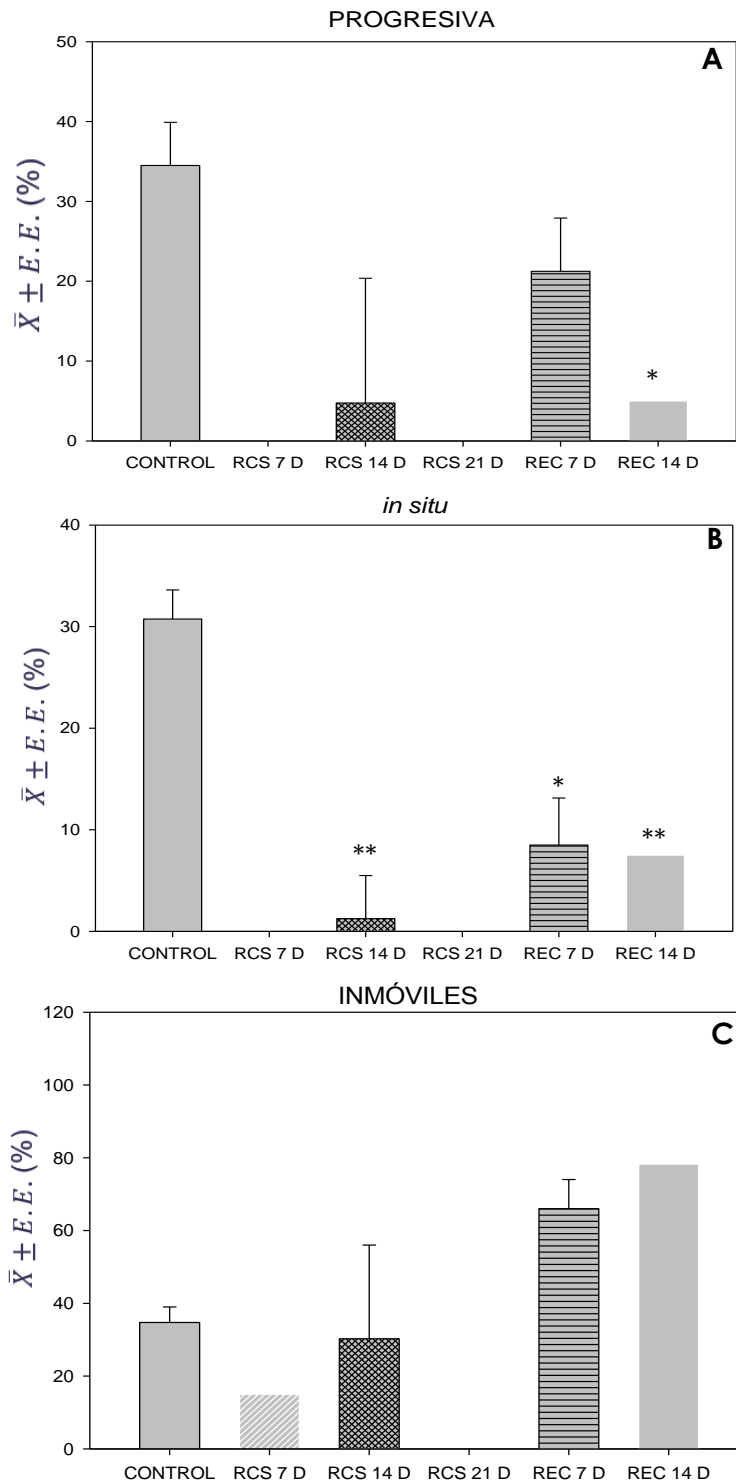 PROGRESIVA
A
50
40
30
20
10
0
X̄ ± E.E. (%)
*
CONTROL RCS 7 D RCS 14 D RCS 21 D REC 7 D REC 14 D
in situ
B
40
30
20
10
0
X̄ ± E.E. (%)
** * **
CONTROL RCS 7 D RCS 14 D RCS 21 D REC 7 D REC 14 D
INMÓVILES
C
120
100
80
60
40
20
0
X̄ ± E.E. (%)
CONTROL RCS 7 D RCS 14 D RCS 21 D REC 7 D REC 14 D